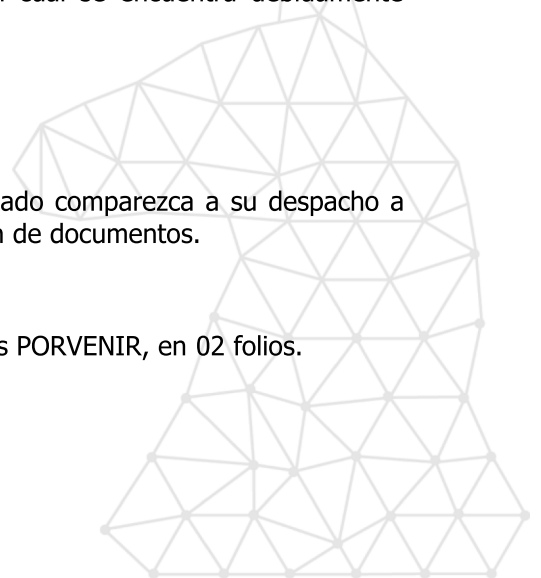 cual se encuentra debidamente
ado comparezca a su despacho a
n de documentos.
s PORVENIR, en 02 folios.